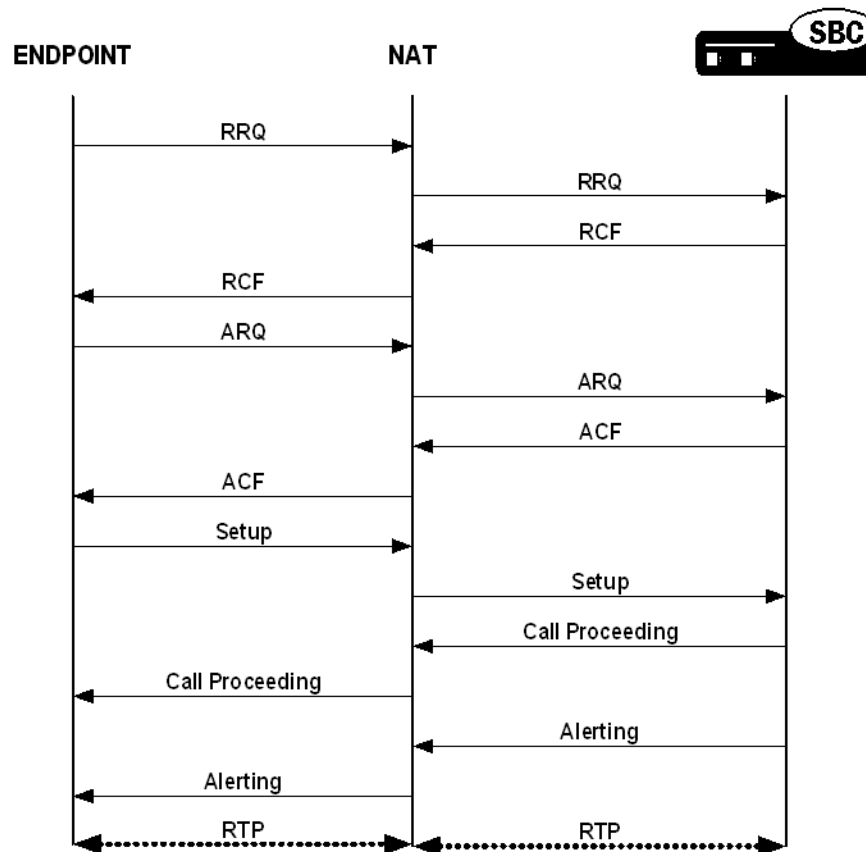 SBC
ENDPOINT
NAT
RRQ
RRQ
RCF
RCF
ARQ
ARQ
ACF
ACF
Setup
Setup
Call Proceeding
Call Proceeding
Alerting
Alerting
RTP
RTP